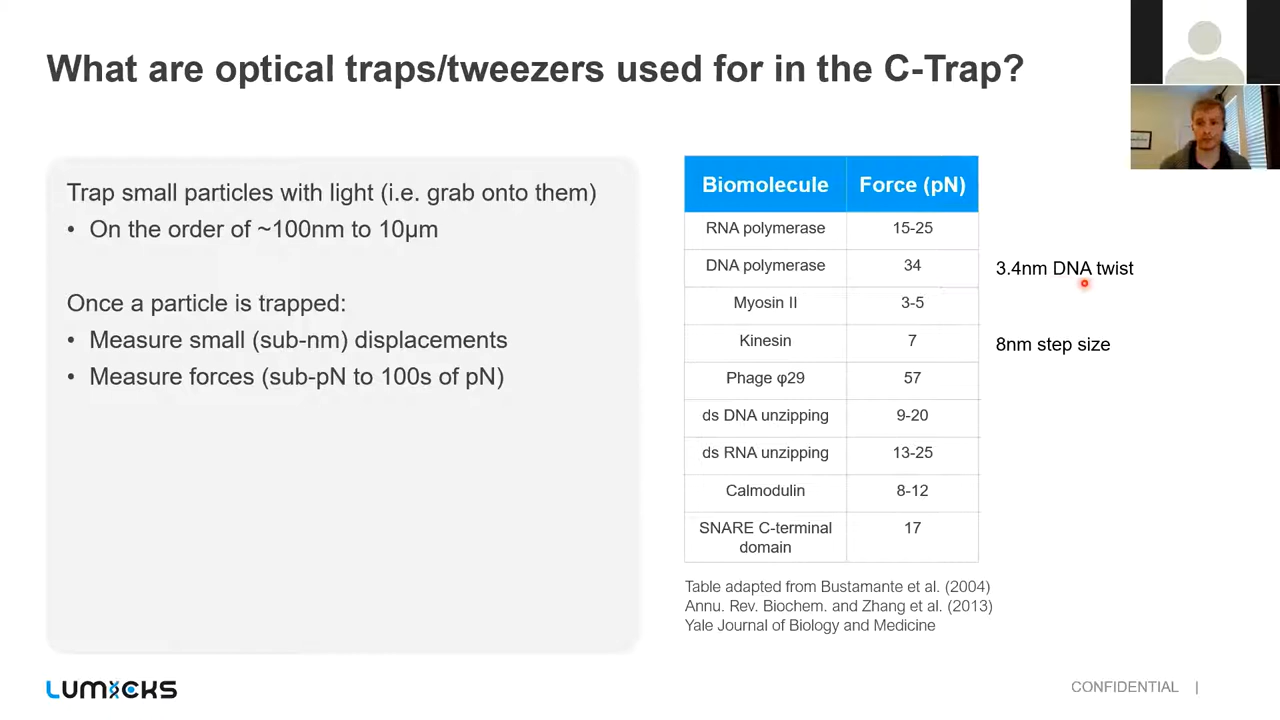 What are optical traps/tweezers used for in the C-Trap?
Trap small particles with light (i.e. grab onto them)
• On the order of ~100nm to 10µm
Once a particle is trapped:
• Measure small (sub-nm) displacements
• Measure forces (sub-pN to 100s of pN)
Biomolecule Force (pN)
RNA polymerase 15-25
DNA polymerase 34
3.4nm DNA twist
Myosin II 3-5
Kinesin 7
8nm step size
Phage φ29 57
ds DNA unzipping 9-20
ds RNA unzipping 13-25
Calmodulin 8-12
SNARE C-terminal 17
domain
Table adapted from Bustamante et al. (2004)
Annu. Rev. Biochem. and Zhang et al. (2013)
Yale Journal of Biology and Medicine
LUMICKS
CONFIDENTIAL |